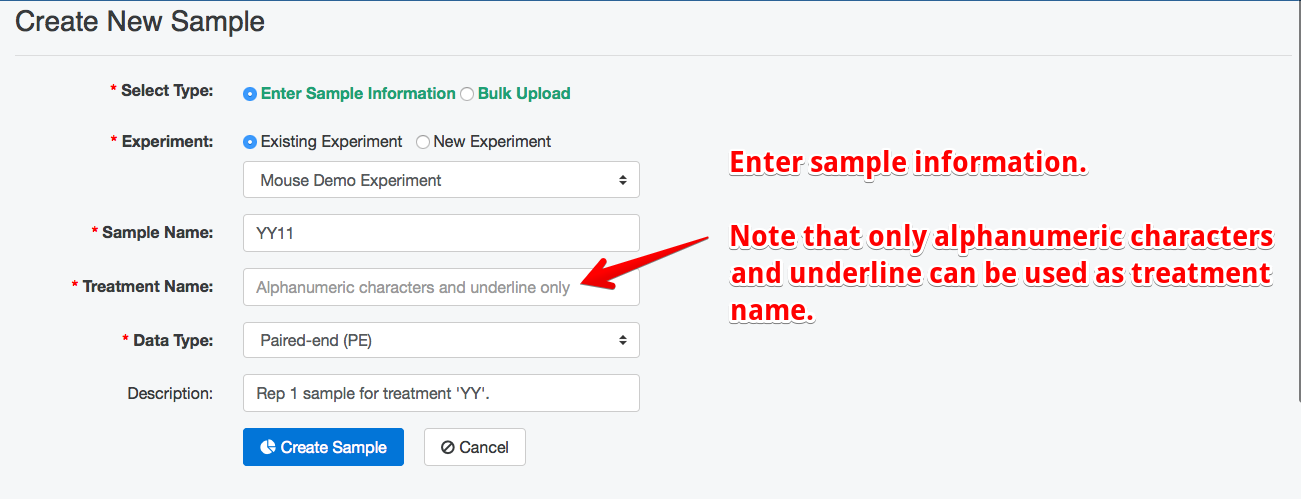 Create New Sample
* Select Type: Enter Sample Information Bulk Upload
* Experiment: Existing Experiment New Experiment
Mouse Demo Experiment
Enter sample information.
* Sample Name: YY11
Note that only alphanumeric characters
and underline can be used as treatment
name.
* Treatment Name: Alphanumeric characters and underline only
* Data Type: Paired-end (PE)
Description: Rep 1 sample for treatment 'YY'.
Create Sample Cancel